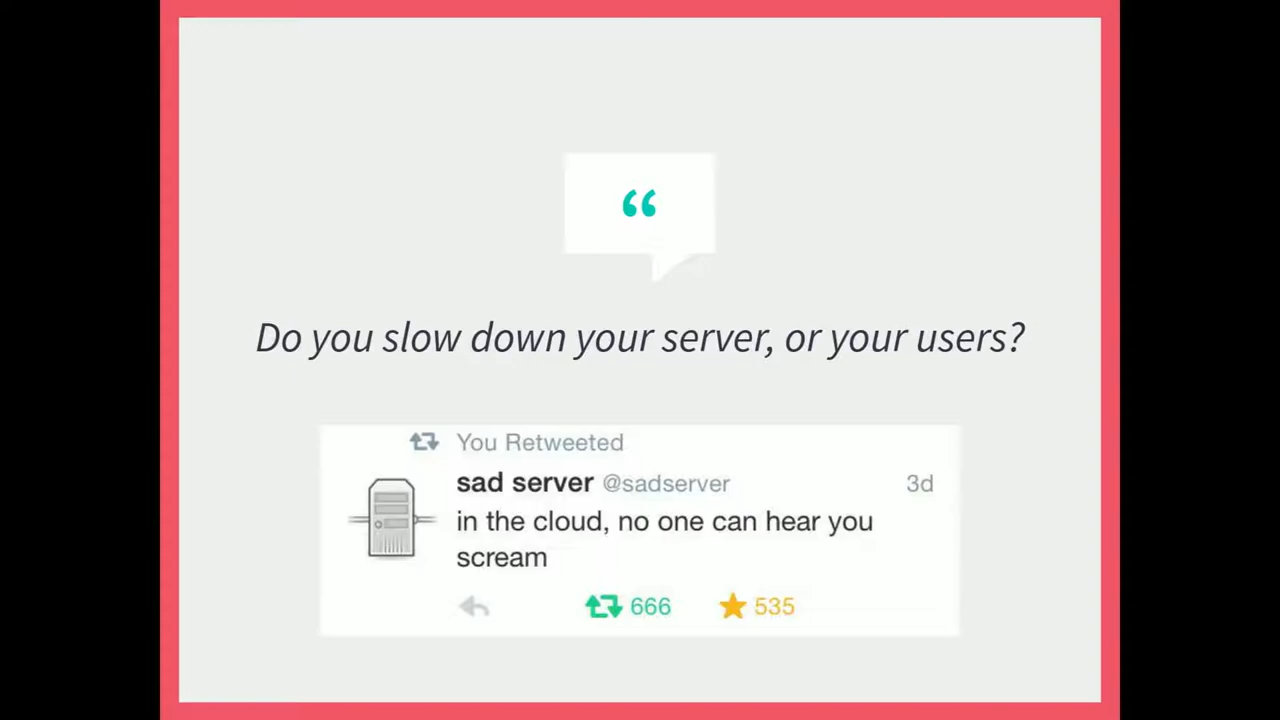 “
Do you slow down your server, or your users?
You Retweeted
sad server @sadserver 3d
in the cloud, no one can hear you
scream
666 535